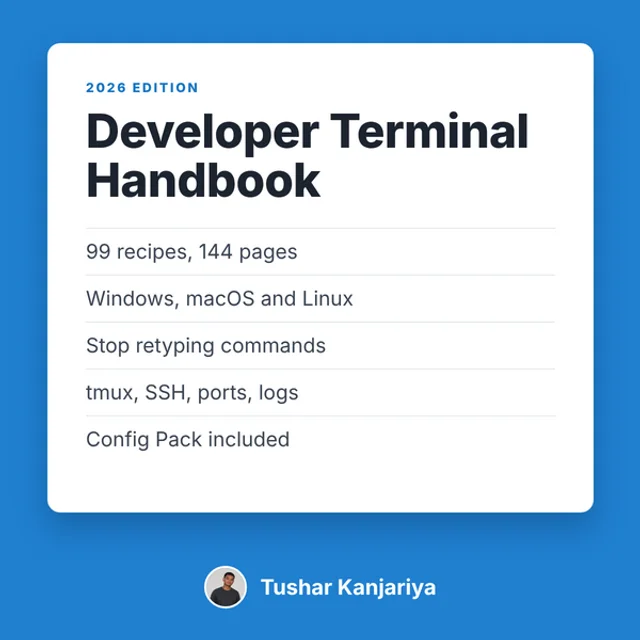 2026 EDITION
Developer Terminal
Handbook
99 recipes, 144 pages
Windows, macOS and Linux
Stop retyping commands
tmux, SSH, ports, logs
Config Pack included
Tushar Kanjariya